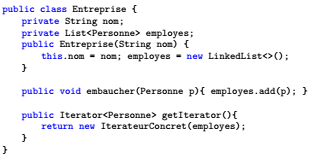 public class Entreprise {
    private String nom;
    private List<Personne> employes;
    public Entreprise(String nom) {
        this.nom = nom; employes = new LinkedList<>();
    }

    public void embaucher(Personne p){ employes.add(p); }

    public Iterator<Personne> getIterator(){
        return new IterateurConcret(employes);
    }
}